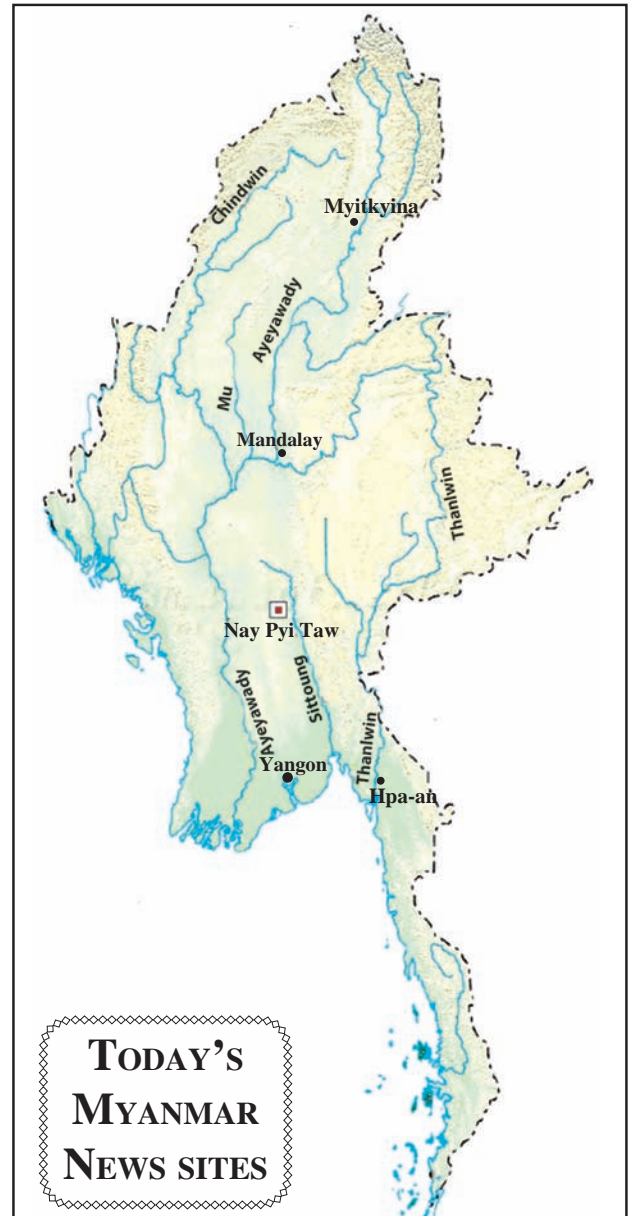 Chindwin
Myitkyina
Ayeyawady
Mu
Mandalay
Thanlwin
Nay Pyi Taw
Sittoung
Ayeyawady
Thanlwin
Yangon
Hpa-an
TODAY'S
MYANMAR
NEWS SITES